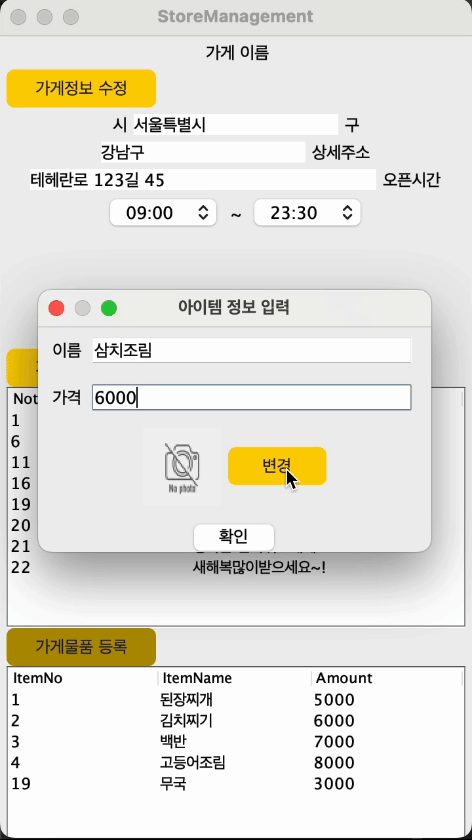 StoreManagement
가게 이름
가게정보 수정
시 서울특별시 구
강남구 상세주소
테헤란로 123길 45 오픈시간
09:00 ~ 23:30
아이템 정보 입력
이름 삼치조림
가격 6000
No photo
변경
확인
Not
1
6
11
16
19
20
21
22 새해복많이받으세요~!
가게물품 등록
ItemNo ItemName Amount
1 된장찌개 5000
2 김치찌기 6000
3 백반 7000
4 고등어조림 8000
19 무국 3000